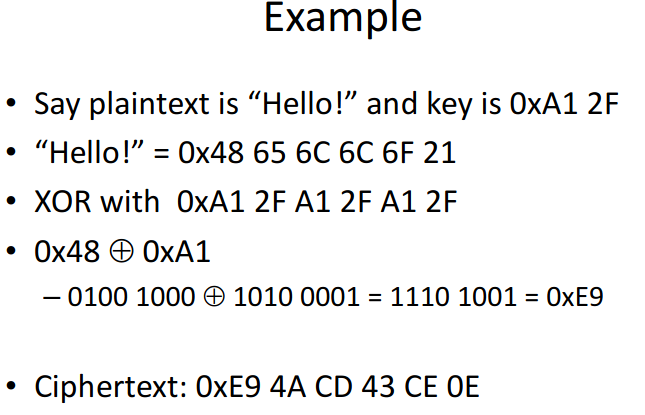 Example
• Say plaintext is “Hello!” and key is 0xA1 2F
• “Hello!” = 0x48 65 6C 6C 6F 21
• XOR with  0xA1 2F A1 2F A1 2F
• 0x48 ⊕ 0xA1
– 0100 1000 ⊕ 1010 0001 = 1110 1001 = 0xE9
• Ciphertext: 0xE9 4A CD 43 CE 0E